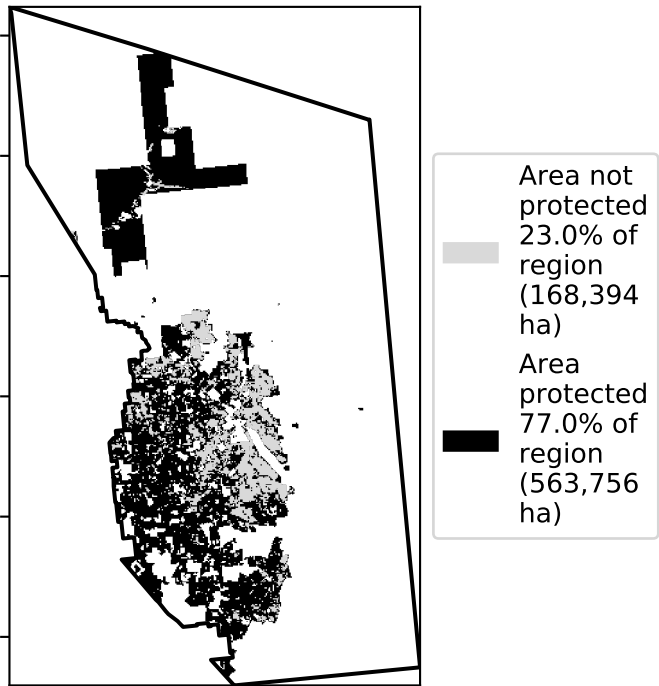 Area not
protected
23.0% of
region
(168,394
ha)
Area
protected
77.0% of
region
(563,756
ha)